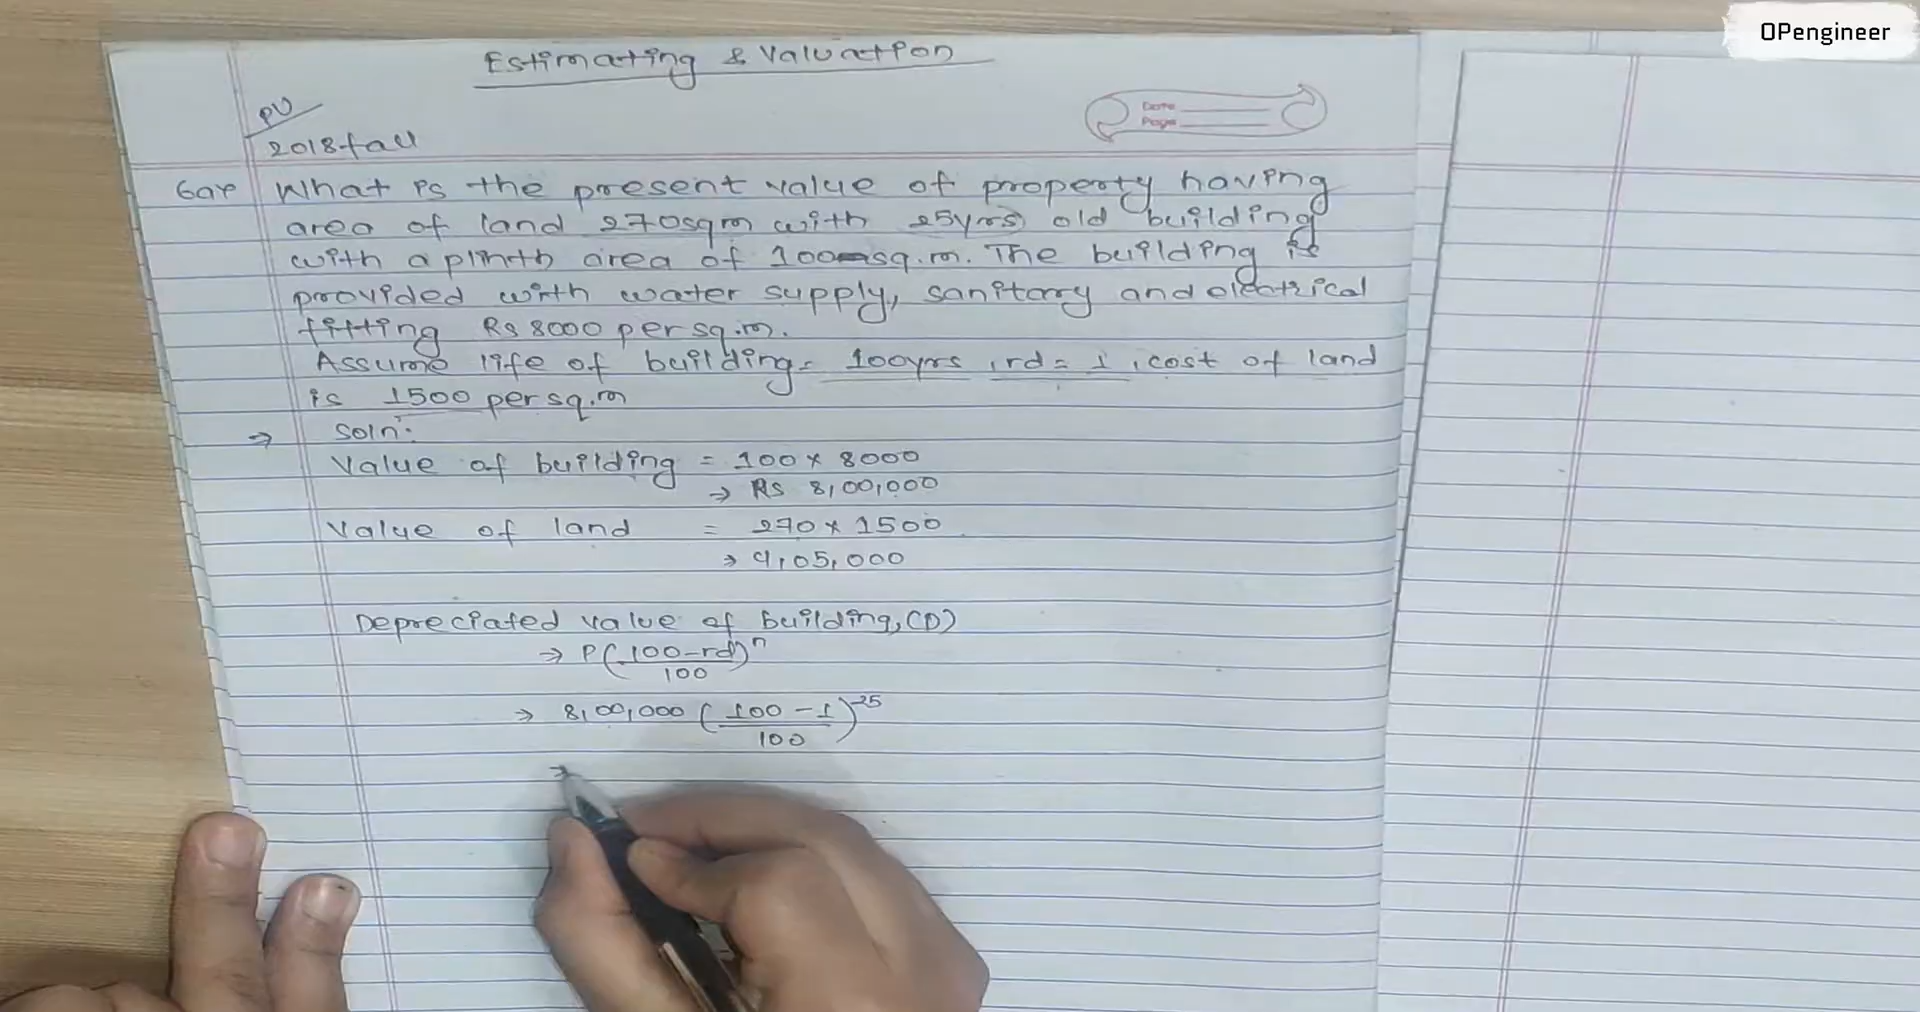 OPengineer
Estimating & Valuation
PU
2018 fall
Date
Page
6 a> What is the present value of property having
area of land 270sqm with 25yrs old building
with a plinth area of 100 sq.m. The building is
provided with water supply, sanitary and electrical
fitting Rs 8000 per sq.m.
Assume life of building = 100yrs, rd = 1, cost of land
is 1500 per sq.m
→ Soln:
Value of building = 100 × 8000
→ Rs 8,00,000
Value of land = 270 × 1500
→ 4,05,000
Depreciated value of building, (D)
→ P(100-rd/100)^n
→ 8,00,000 (100 - 1/100)^25
→